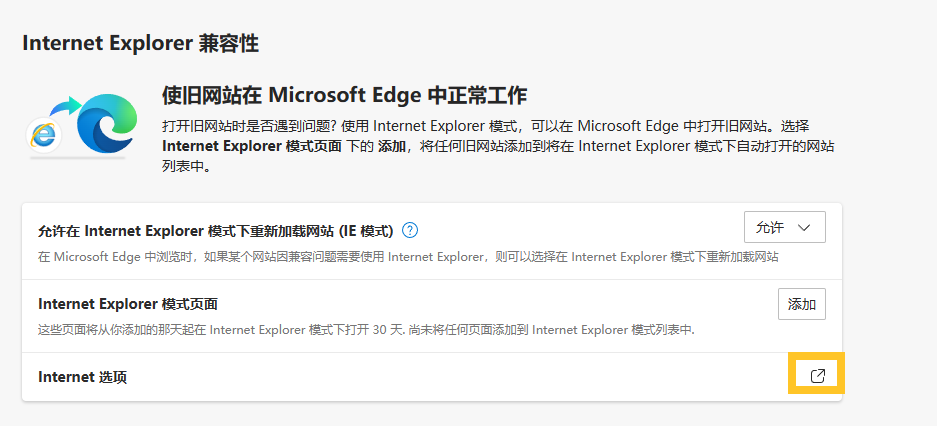 Internet Explorer 兼容性
使旧网站在 Microsoft Edge 中正常工作
打开旧网站时是否遇到问题? 使用 Internet Explorer 模式，可以在 Microsoft Edge 中打开旧网站。选择
Internet Explorer 模式页面 下的 添加，将任何旧网站添加到将在 Internet Explorer 模式下自动打开的网站
列表中。
允许在 Internet Explorer 模式下重新加载网站 (IE 模式)
允许
在 Microsoft Edge 中浏览时，如果某个网站因兼容问题需要使用 Internet Explorer，则可以选择在 Internet Explorer 模式下重新加载网站
Internet Explorer 模式页面
添加
这些页面将从你添加的那天起在 Internet Explorer 模式下打开 30 天. 尚未将任何页面添加到 Internet Explorer 模式列表中.
Internet 选项